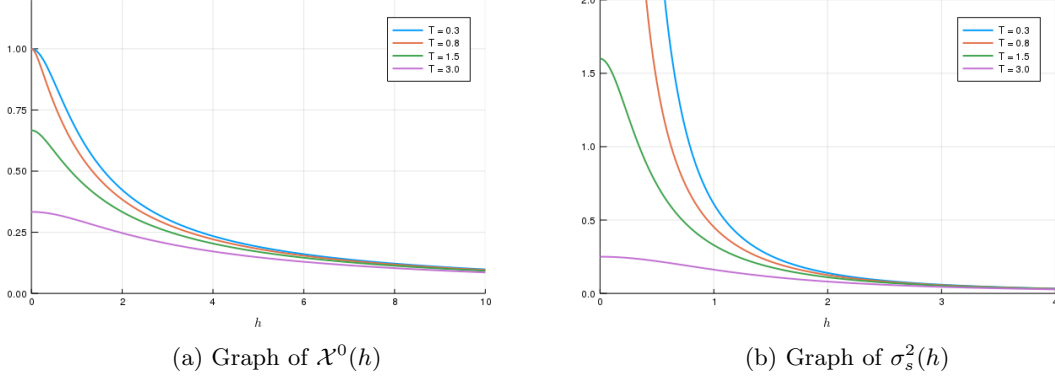 1.00
0.75
0.50
0.25
0.00
0
2
4
6
8
10
h
T = 0.3
T = 0.8
T = 1.5
T = 3.0
(a) Graph of 𝒳⁰(h)
2.0
1.5
1.0
0.5
0.0
0
1
2
3
4
h
T = 0.3
T = 0.8
T = 1.5
T = 3.0
(b) Graph of σₛ²(h)